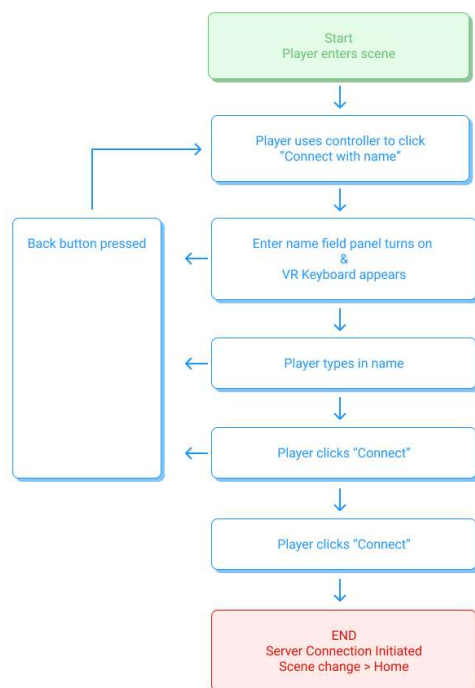 Start
Player enters scene
Player uses controller to click
"Connect with name"
Back button pressed
Enter name field panel turns on
&
VR Keyboard appears
Player types in name
Player clicks "Connect"
Player clicks "Connect"
END
Server Connection Initiated
Scene change > Home